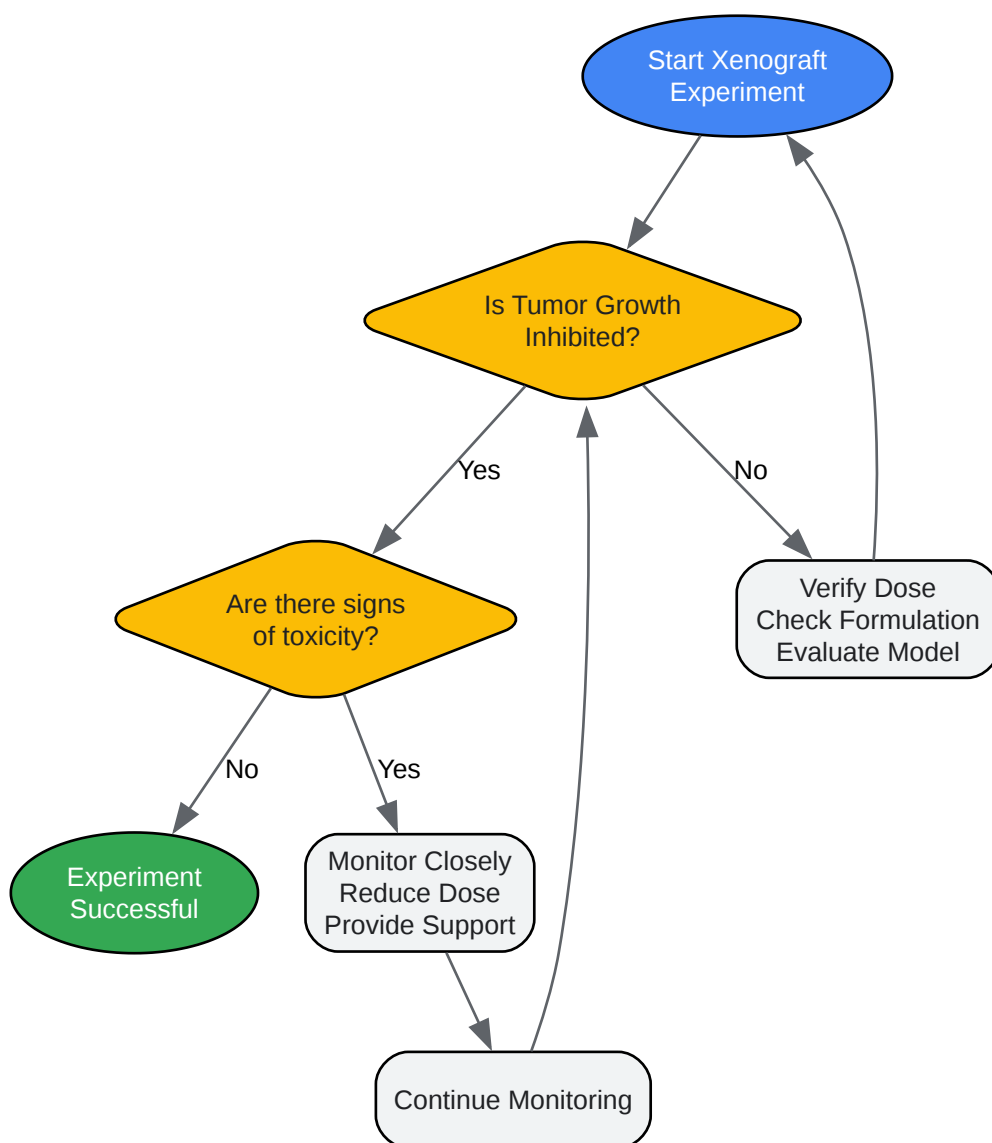 Start Xenograft
Experiment
Is Tumor Growth
Inhibited?
Yes
No
Are there signs
of toxicity?
Verify Dose
Check Formulation
Evaluate Model
No
Yes
Experiment
Successful
Monitor Closely
Reduce Dose
Provide Support
Continue Monitoring